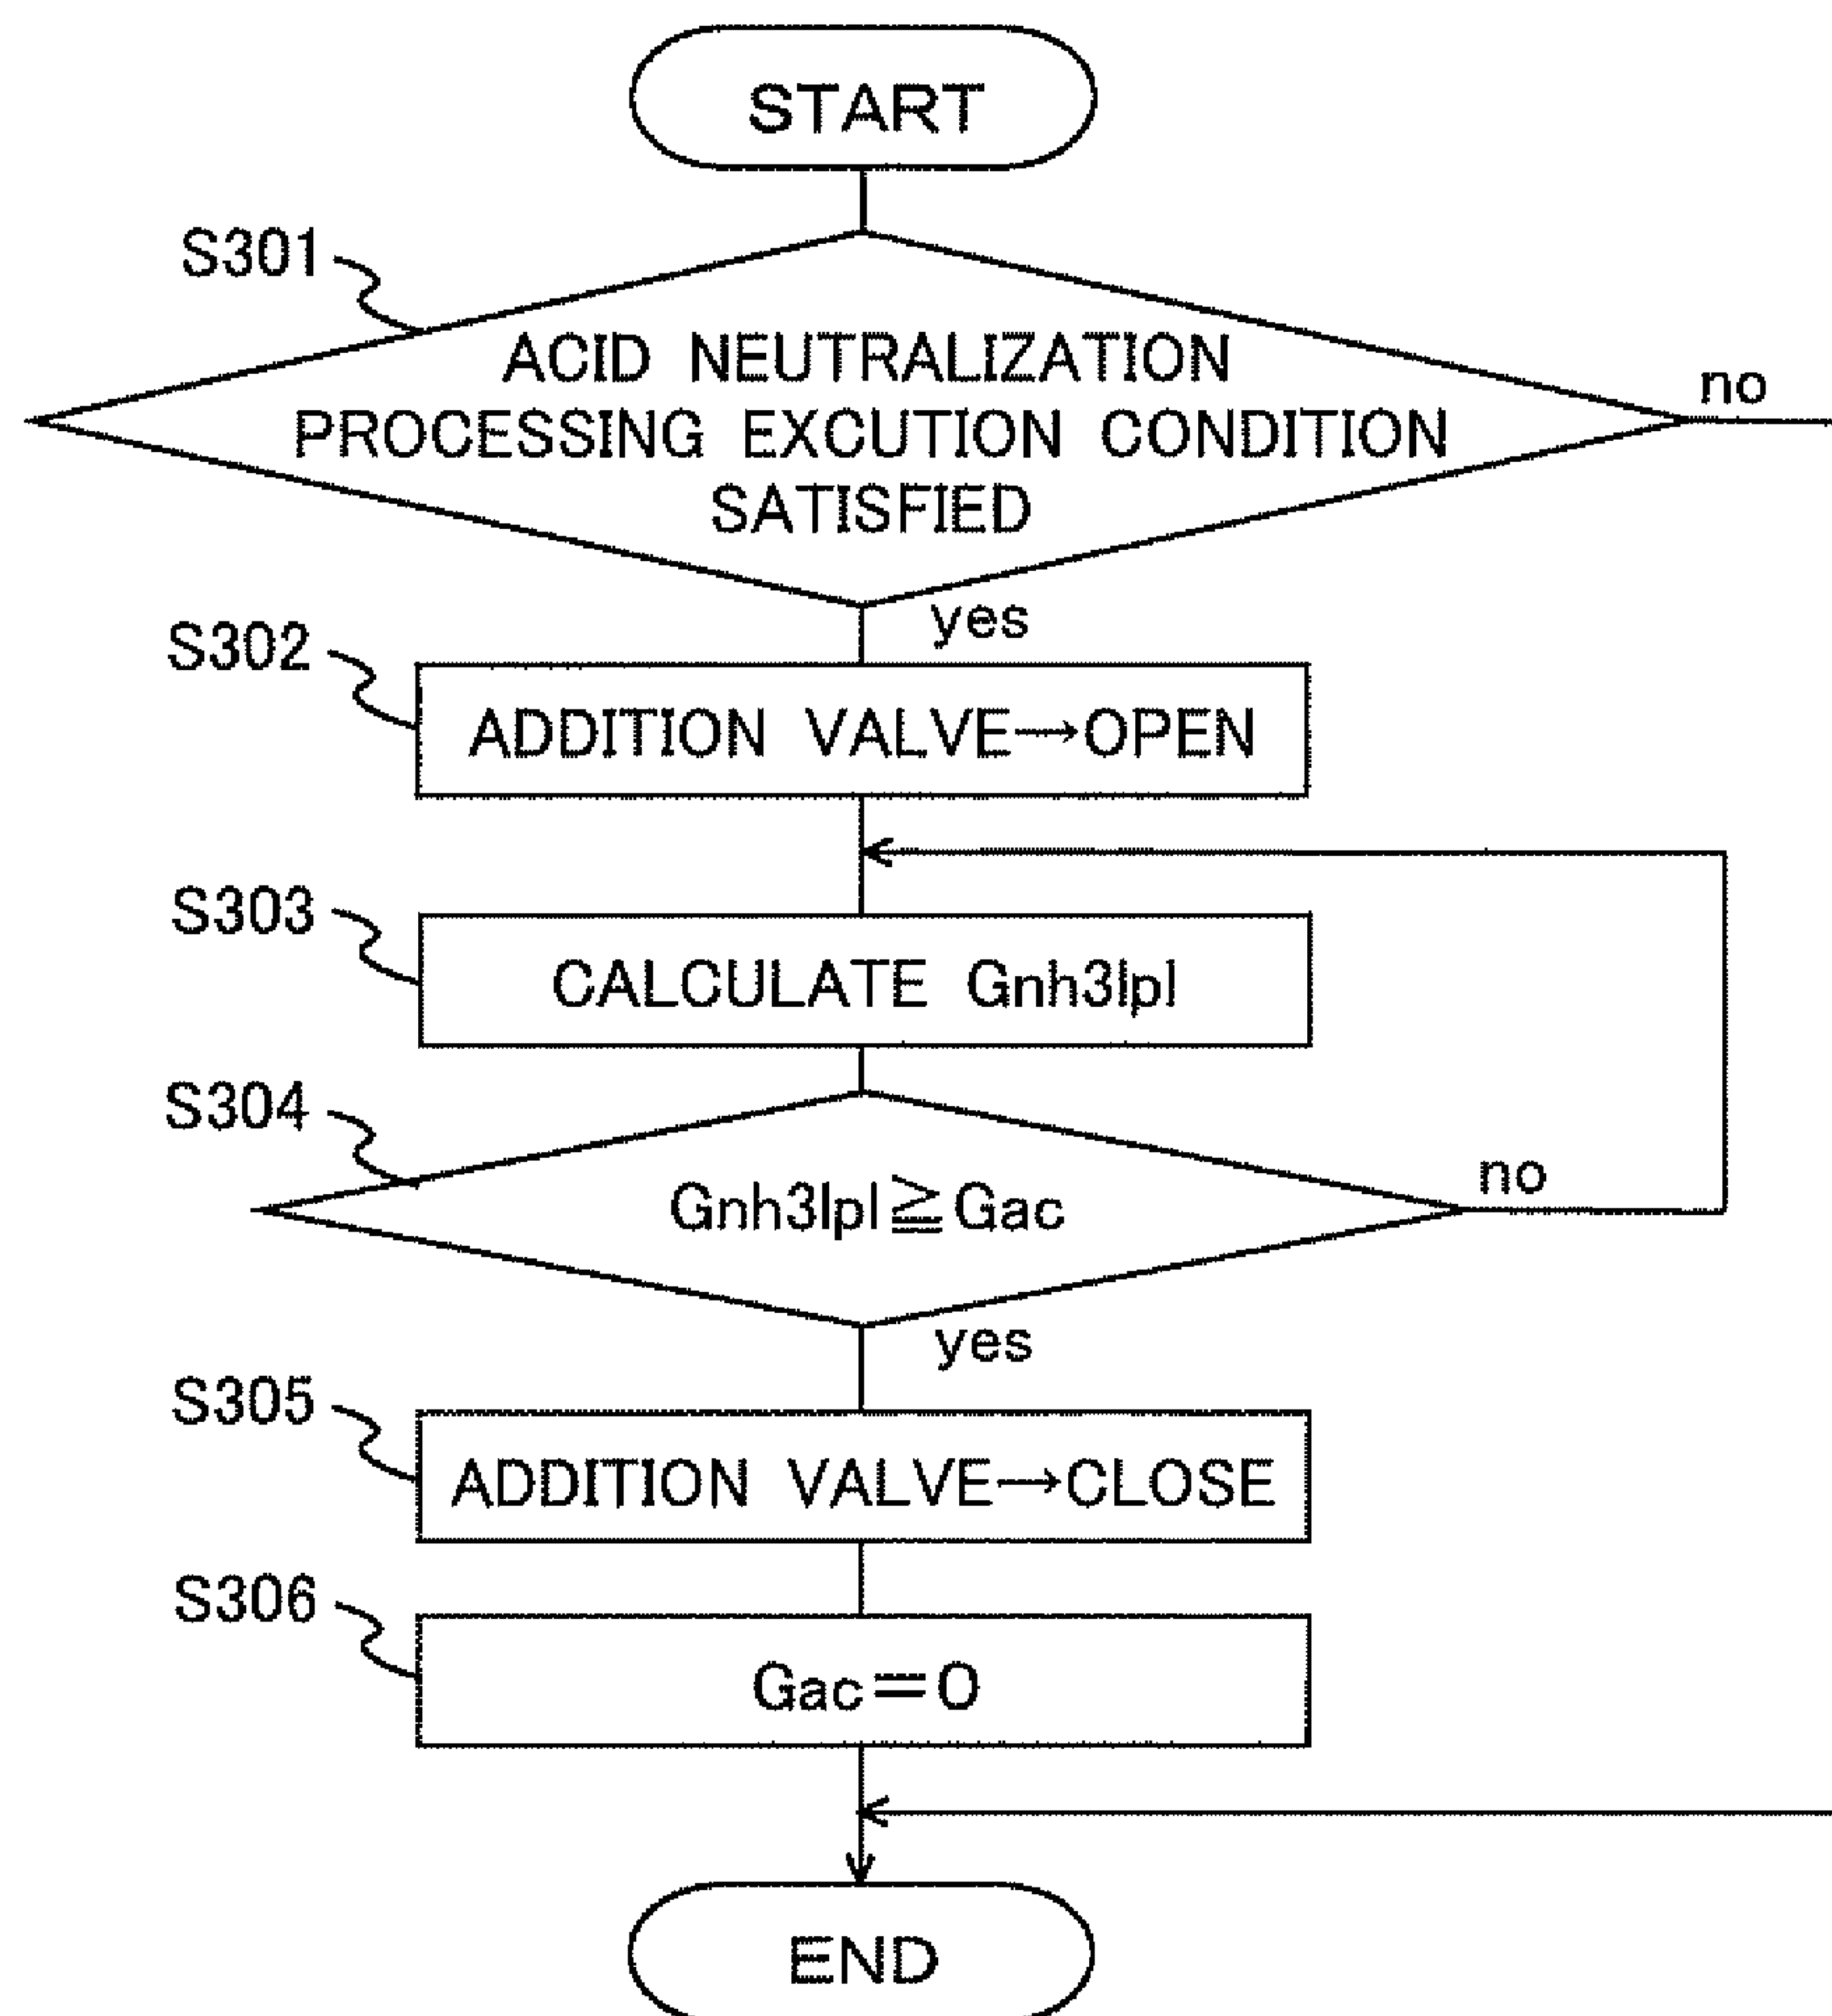 START
S301
ACID NEUTRALIZATION
PROCESSING EXCUTION CONDITION
SATISFIED
no
yes
S302
ADDITION VALVE→OPEN
S303
CALCULATE Gnh3lpl
S304
Gnh3lpl≧Gac
no
yes
S305
ADDITION VALVE→CLOSE
S306
Gac=0
END